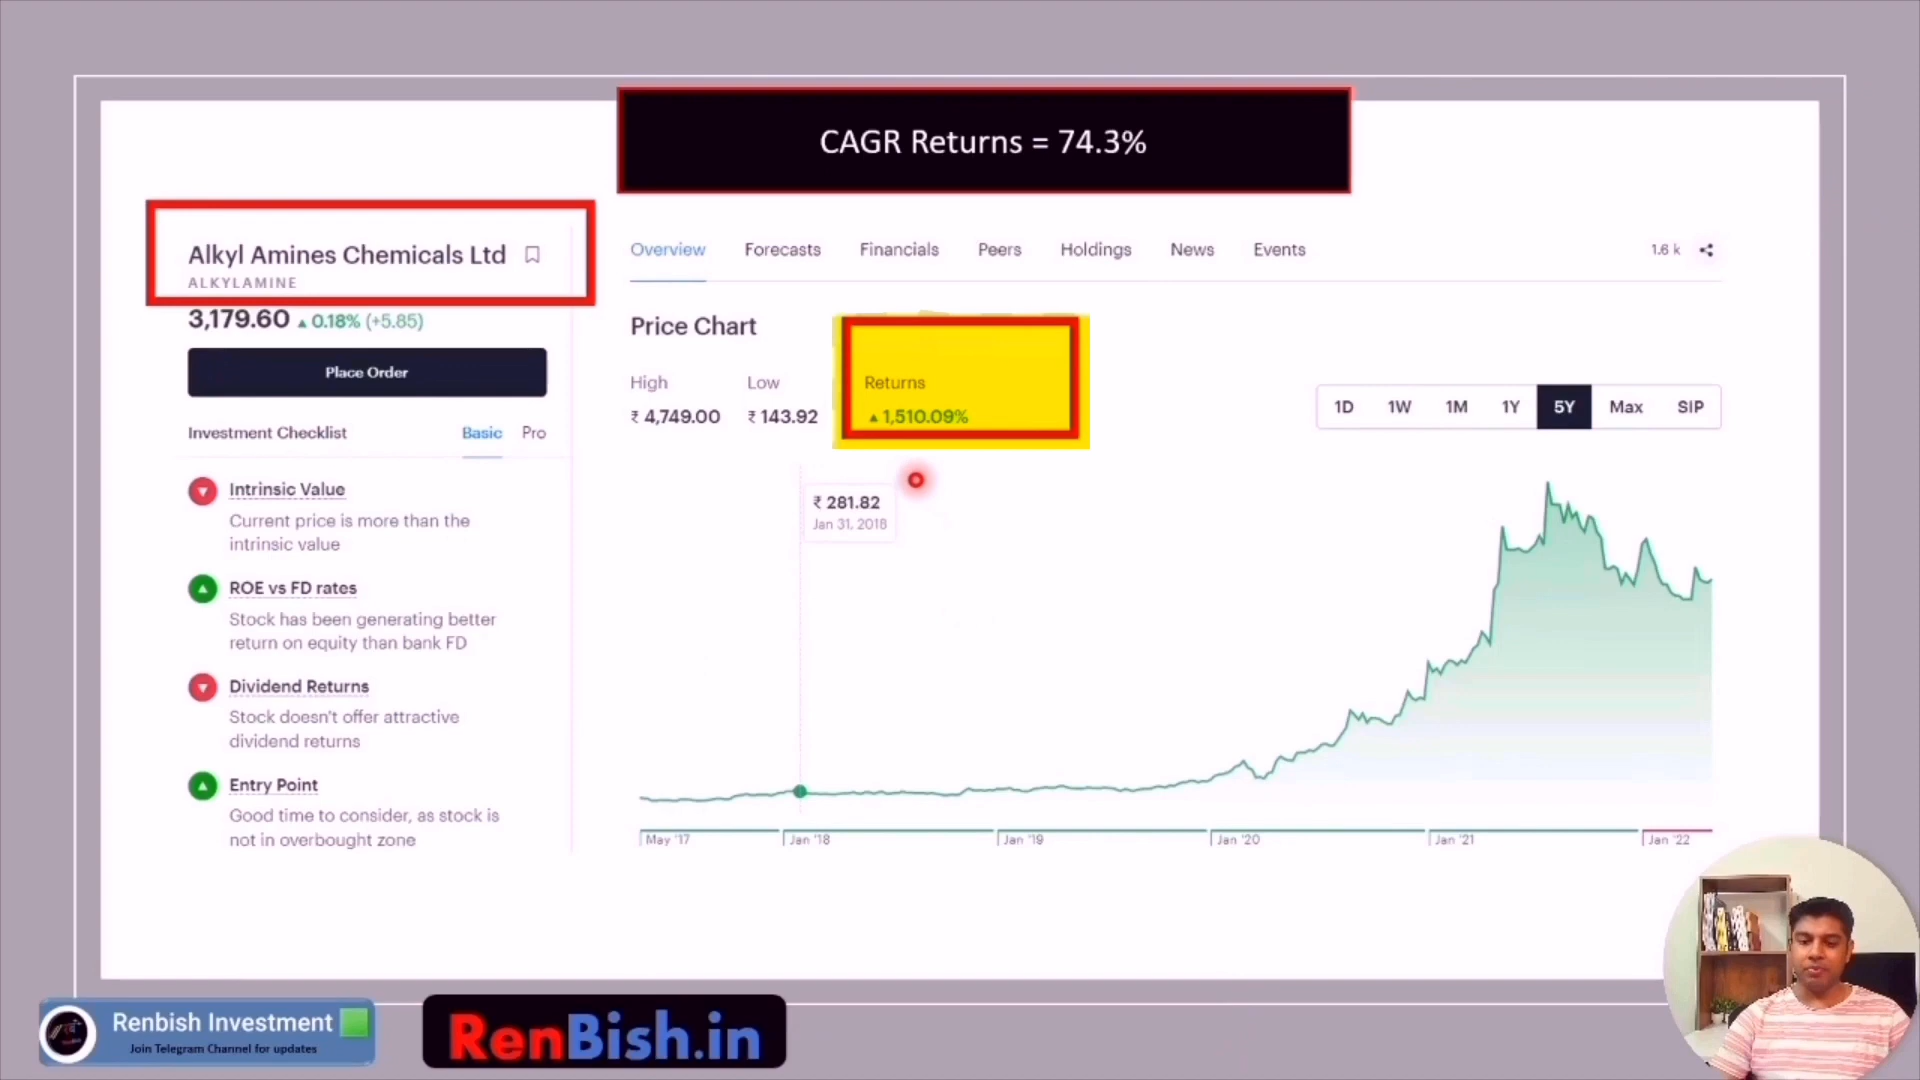 CAGR Returns = 74.3%
Alkyl Amines Chemicals Ltd
ALKYLAMINE
3,179.60 ▲ 0.18% (+5.85)
Place Order
Investment Checklist Basic Pro
Intrinsic Value
Current price is more than the
intrinsic value
ROE vs FD rates
Stock has been generating better
return on equity than bank FD
Dividend Returns
Stock doesn't offer attractive
dividend returns
Entry Point
Good time to consider, as stock is
not in overbought zone
Overview Forecasts Financials Peers Holdings News Events 1.6 k
Price Chart
High Low Returns
₹ 4,749.00 ₹ 143.92 ▲ 1,510.09%
1D 1W 1M 1Y 5Y Max SIP
₹ 281.82
Jan 31, 2018
May '17 Jan '18 Jan '19 Jan '20 Jan '21 Jan '22
Renbish Investment
Join Telegram Channel for updates
RenBish.in